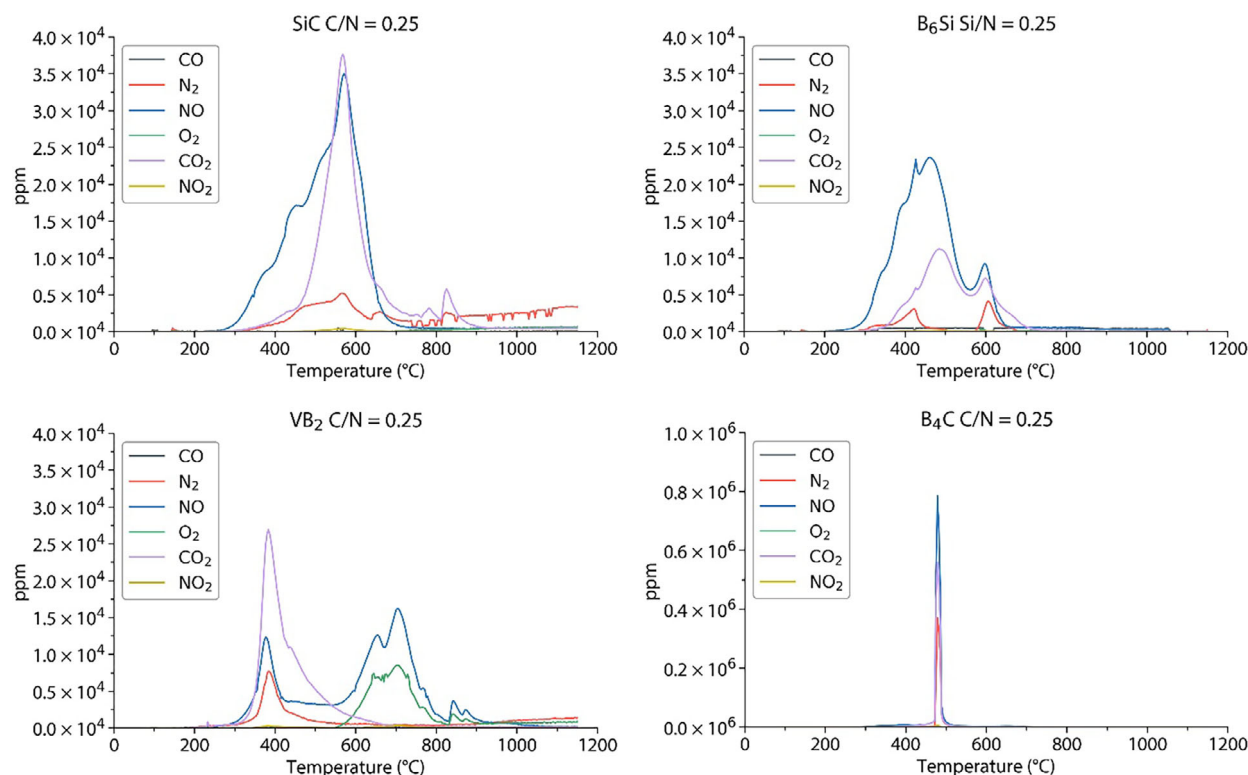 SiC C/N = 0.25
4.0 × 10⁴
3.5 × 10⁴
3.0 × 10⁴
2.5 × 10⁴
2.0 × 10⁴
1.5 × 10⁴
1.0 × 10⁴
0.5 × 10⁴
0.0 × 10⁴
ppm
CO
N₂
NO
O₂
CO₂
NO₂
0 200 400 600 800 1000 1200
Temperature (°C)
B₆Si Si/N = 0.25
4.0 × 10⁴
3.5 × 10⁴
3.0 × 10⁴
2.5 × 10⁴
2.0 × 10⁴
1.5 × 10⁴
1.0 × 10⁴
0.5 × 10⁴
0.0 × 10⁴
ppm
CO
N₂
NO
O₂
CO₂
NO₂
0 200 400 600 800 1000 1200
Temperature (°C)
VB₂ C/N = 0.25
4.0 × 10⁴
3.5 × 10⁴
3.0 × 10⁴
2.5 × 10⁴
2.0 × 10⁴
1.5 × 10⁴
1.0 × 10⁴
0.5 × 10⁴
0.0 × 10⁴
ppm
CO
N₂
NO
O₂
CO₂
NO₂
0 200 400 600 800 1000 1200
Temperature (°C)
B₄C C/N = 0.25
1.0 × 10⁶
0.8 × 10⁶
0.6 × 10⁶
0.4 × 10⁶
0.2 × 10⁶
0.0 × 10⁶
ppm
CO
N₂
NO
O₂
CO₂
NO₂
0 200 400 600 800 1000 1200
Temperature (°C)